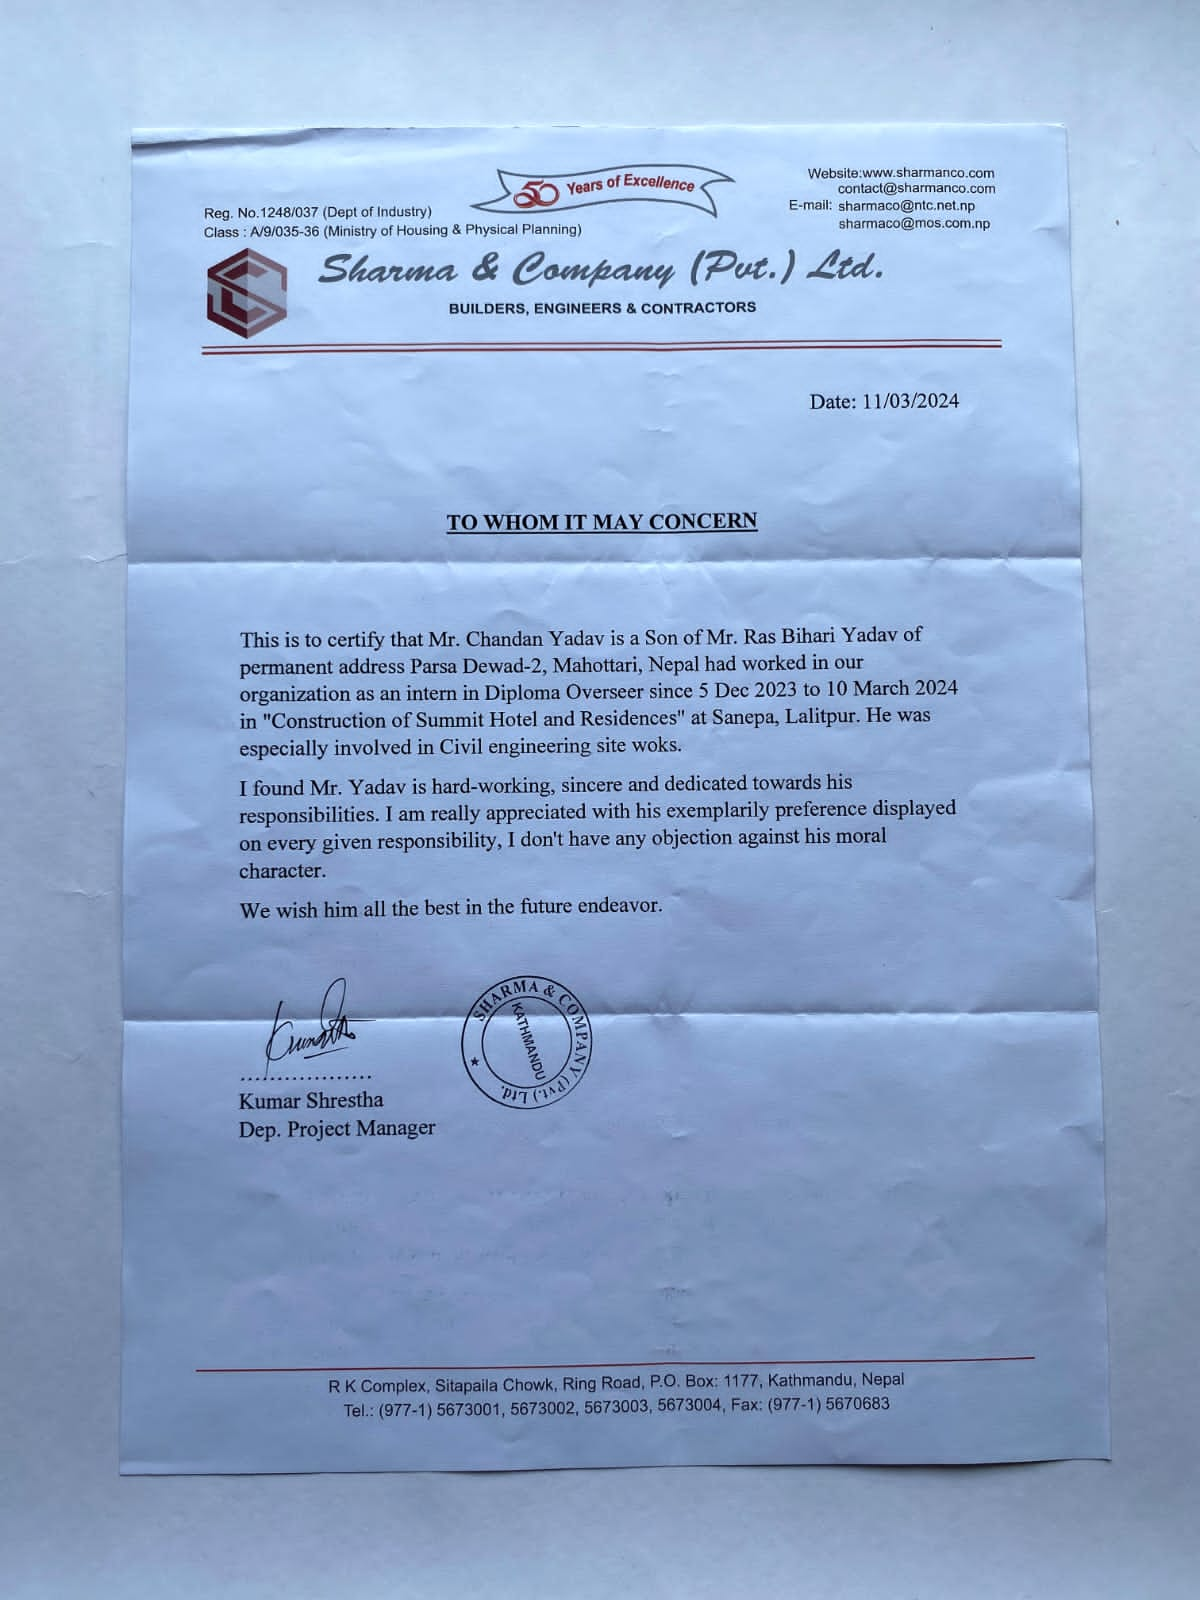 50 Years of Excellence
Website:www.sharmanco.com
contact@sharmanco.com
E-mail: sharmaco@ntc.net.np
sharmaco@mos.com.np
Reg. No.1248/037 (Dept of Industry)
Class : A/9/035-36 (Ministry of Housing & Physical Planning)
Sharma & Company (Pvt.) Ltd.
BUILDERS, ENGINEERS & CONTRACTORS
Date: 11/03/2024
TO WHOM IT MAY CONCERN
This is to certify that Mr. Chandan Yadav is a Son of Mr. Ras Bihari Yadav of
permanent address Parsa Dewad-2, Mahottari, Nepal had worked in our
organization as an intern in Diploma Overseer since 5 Dec 2023 to 10 March 2024
in "Construction of Summit Hotel and Residences" at Sanepa, Lalitpur. He was
especially involved in Civil engineering site woks.
I found Mr. Yadav is hard-working, sincere and dedicated towards his
responsibilities. I am really appreciated with his exemplarily preference displayed
on every given responsibility, I don't have any objection against his moral
character.
We wish him all the best in the future endeavor.
SHARMA & COMPANY (Pvt.) Ltd.
KATHMANDU
..................
Kumar Shrestha
Dep. Project Manager
R K Complex, Sitapaila Chowk, Ring Road, P.O. Box: 1177, Kathmandu, Nepal
Tel.: (977-1) 5673001, 5673002, 5673003, 5673004, Fax: (977-1) 5670683